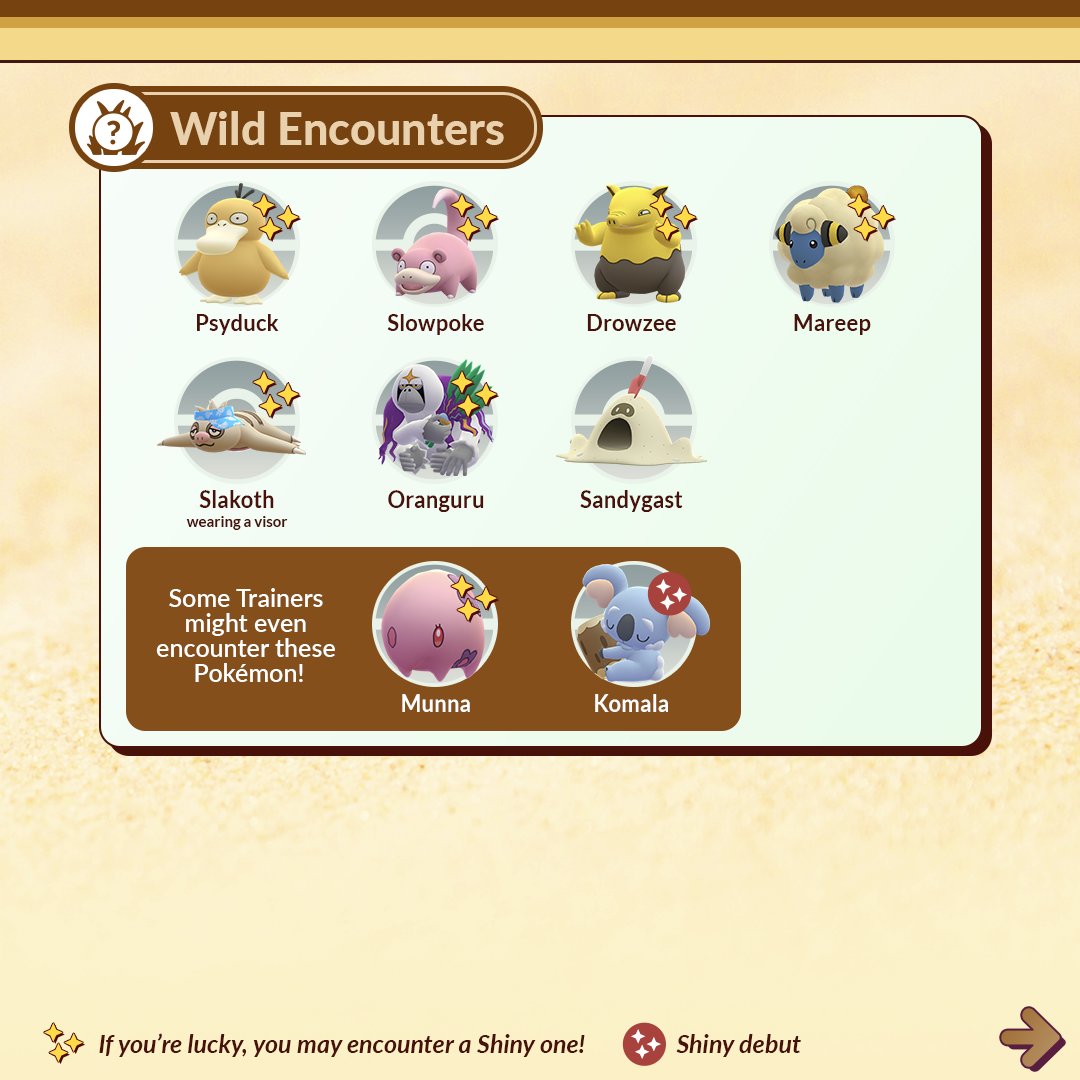 ?
Wild Encounters
Psyduck
Slowpoke
Drowzee
Mareep
Slakoth
wearing a visor
Oranguru
Sandygast
Some Trainers
might even
encounter these
Pokémon!
Munna
Komala
If you’re lucky, you may encounter a Shiny one!
Shiny debut